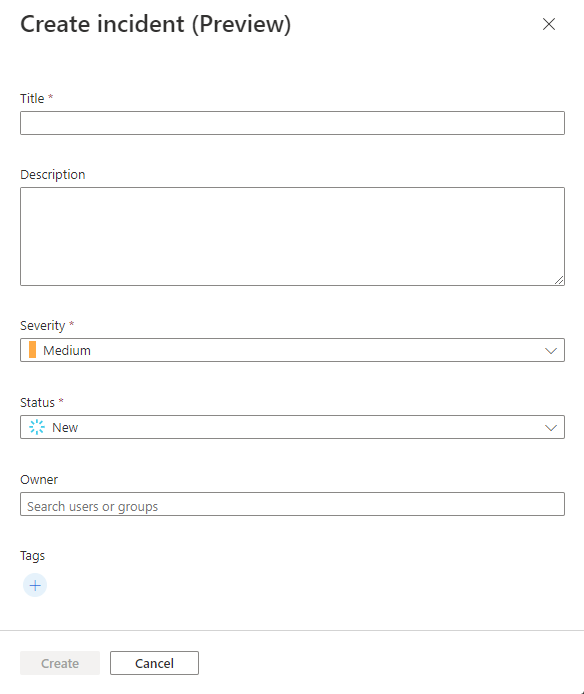 Create incident (Preview)
Title *
Description
Severity *
Medium
Status *
New
Owner
Search users or groups
Tags
Create Cancel